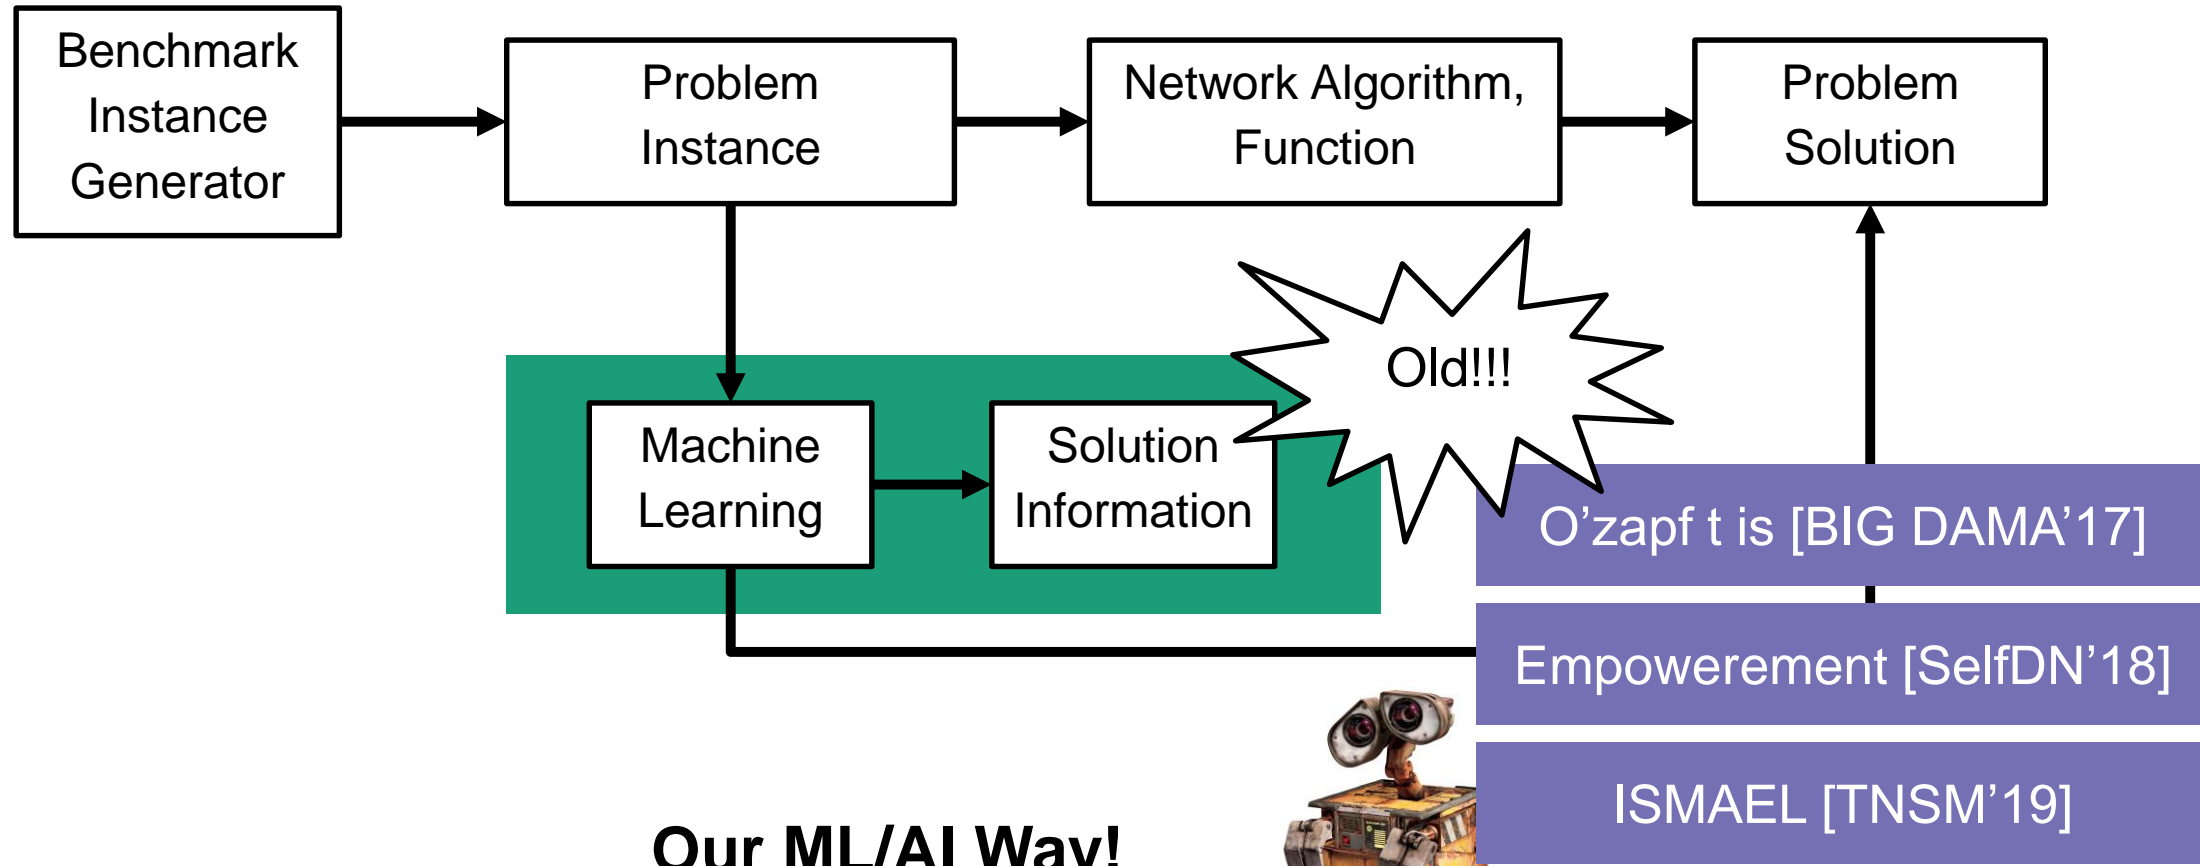 Benchmark
Instance
Generator
Problem
Instance
Network Algorithm,
Function
Problem
Solution
Old!!!
Machine
Learning
Solution
Information
O’zapf t is [BIG DAMA’17]
Empowerement [SelfDN’18]
ISMAEL [TNSM’19]
Our ML/AI Way!